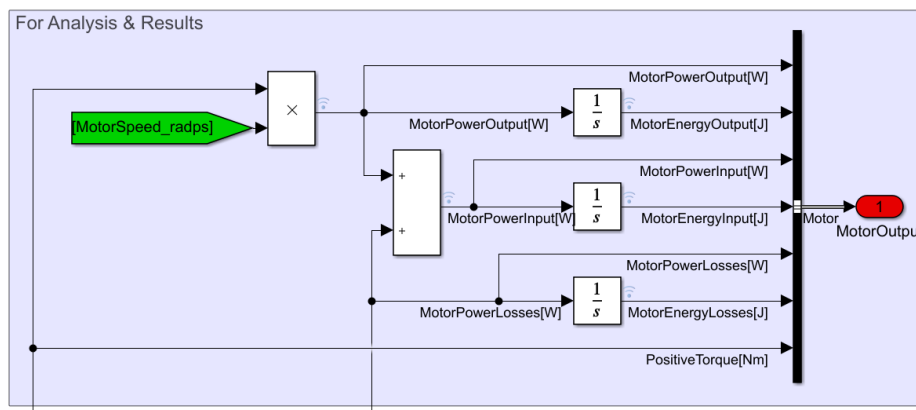 For Analysis & Results
MotorPowerOutput[W]
[MotorSpeed_radps]
×
MotorPowerOutput[W]
1
s
MotorEnergyOutput[J]
+
MotorPowerInput[W]
+
MotorPowerInput[W]
1
s
MotorEnergyInput[J]
Motor
1
MotorOutpu
MotorPowerLosses[W]
MotorPowerLosses[W]
1
s
MotorEnergyLosses[J]
PositiveTorque[Nm]